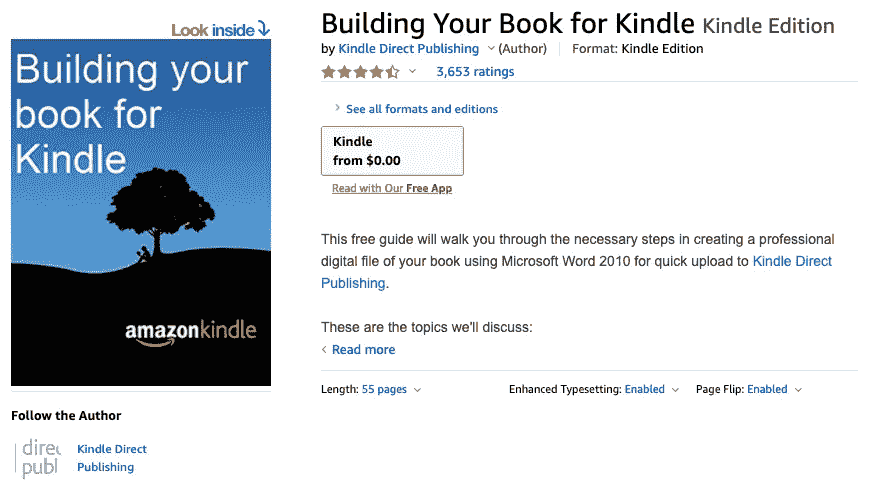 Look inside
Building your
book for
Kindle
amazonkindle
Follow the Author
direc
publ
Kindle Direct
Publishing
Building Your Book for Kindle Kindle Edition
by Kindle Direct Publishing (Author) Format: Kindle Edition
3,653 ratings
See all formats and editions
Kindle
from $0.00
Read with Our Free App
This free guide will walk you through the necessary steps in creating a professional
digital file of your book using Microsoft Word 2010 for quick upload to Kindle Direct
Publishing.
These are the topics we'll discuss:
Read more
Length: 55 pages Enhanced Typesetting: Enabled Page Flip: Enabled